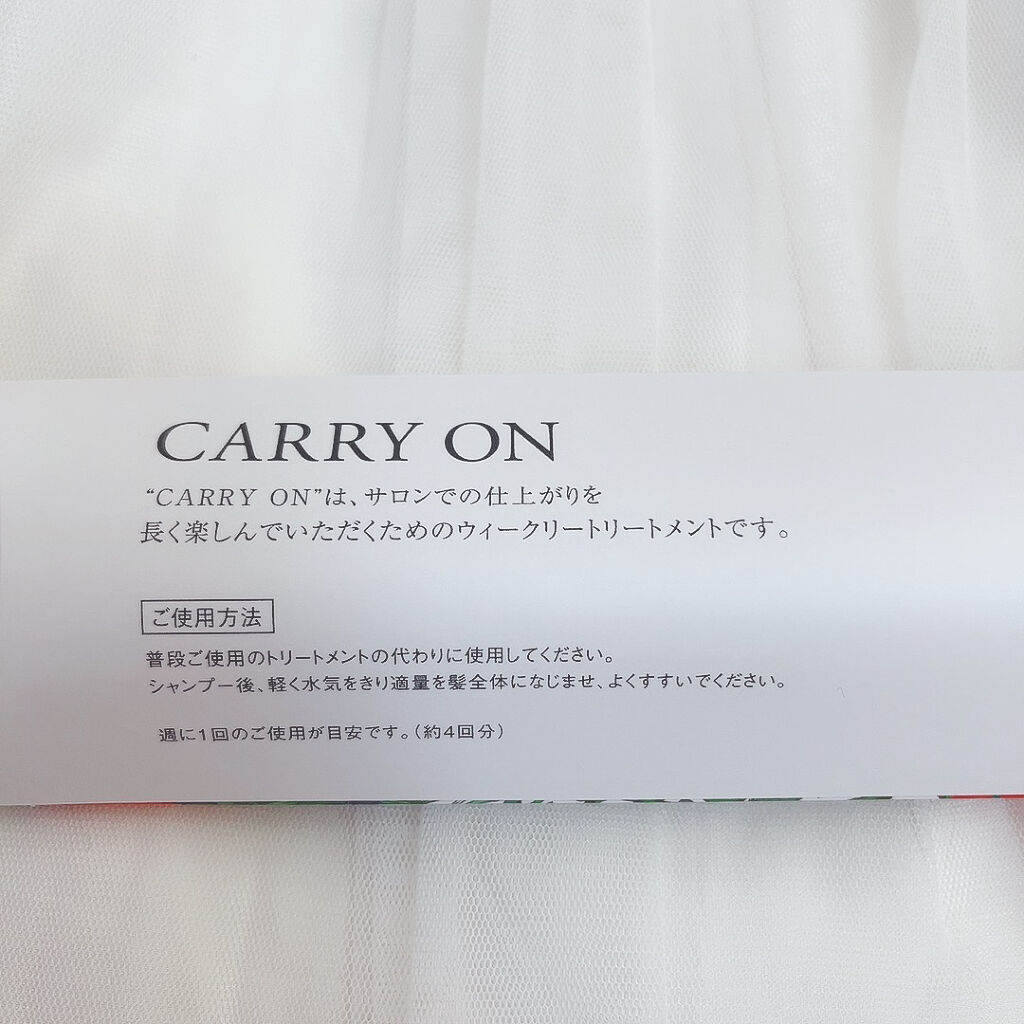 CARRY ON
“CARRY ON”は、サロンでの仕上がりを
長く楽しんでいただくためのウィークリートリートメントです。
ご使用方法
普段ご使用のトリートメントの代わりに使用してください。
シャンプー後、軽く水気をきり適量を髪全体になじませ、よくすすいでください。
週に1回のご使用が目安です。（約4回分）